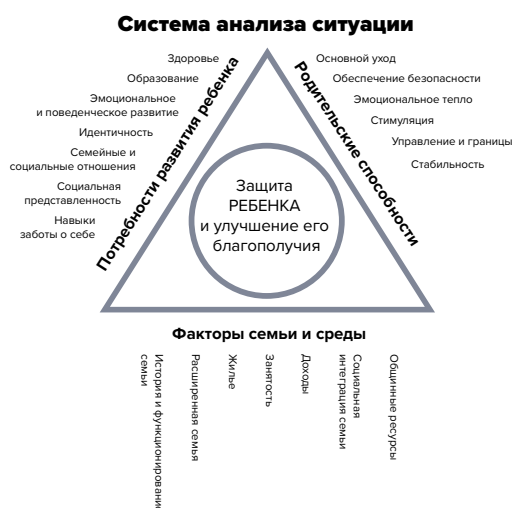 Система анализа ситуации
Здоровье
Образование
Эмоциональное
и поведенческое развитие
Идентичность
Семейные и
социальные отношения
Социальная
представленность
Навыки
заботы о себе
Потребности развития ребенка
Родительские способности
Основной уход
Обеспечение безопасности
Эмоциональное тепло
Стимуляция
Управление и границы
Стабильность
Защита
РЕБЕНКА
и улучшение его
благополучия
Факторы семьи и среды
История и функционировани
семьи
Расширенная семья
Жилье
Занятость
Доходы
Социальная
интеграция семьи
Общинные ресурсы